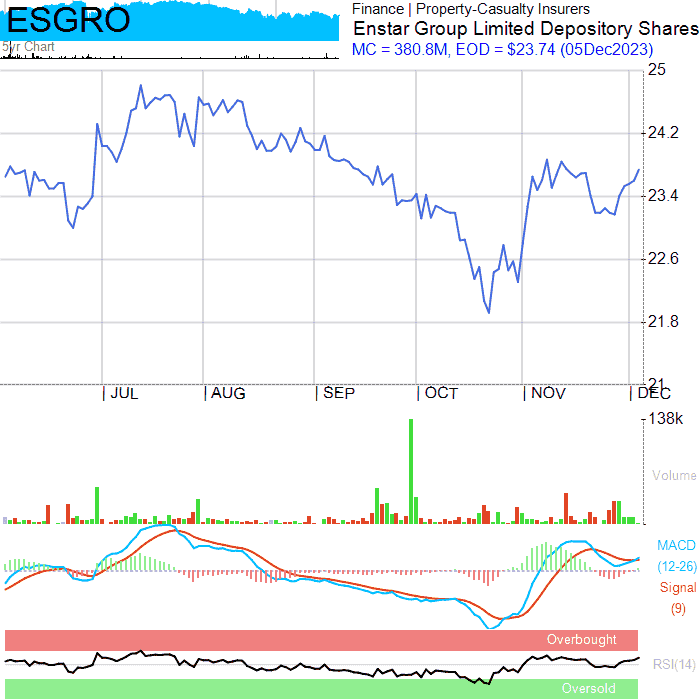 ESGRO
5yr Chart
Finance | Property-Casualty Insurers
Enstar Group Limited Depository Shares
MC = 380.8M, EOD = $23.74 (05Dec2023)
25
24.2
23.4
22.6
21.8
21
| JUL | AUG | SEP | OCT | NOV | DEC
138k
Volume
MACD
(12-26)
Signal
(9)
Overbought
RSI(14)
Oversold